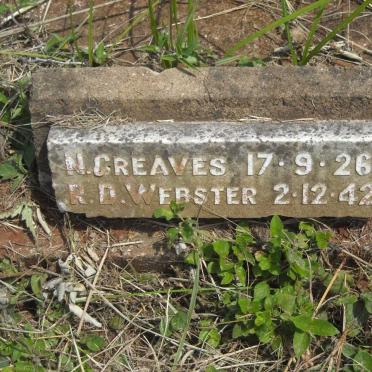 N. GREAVES 17·9·26
R.D. WEBSTER 2·12·42